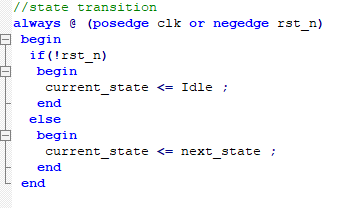 //state transition
always @ (posedge clk or negedge rst_n)
begin
if(!rst_n)
begin
current_state <= Idle ;
end
else
begin
current_state <= next_state ;
end
end